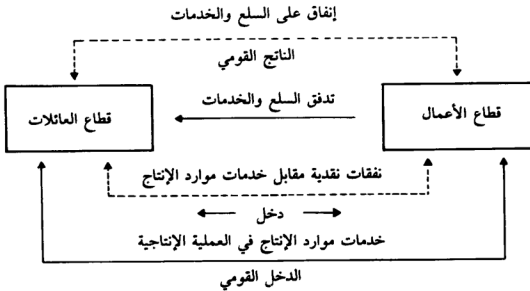 إنفاق على السلع والخدمات
الناتج القومي
قطاع الأعمال
تدفق السلع والخدمات
قطاع العائلات
نفقات نقدية مقابل خدمات موارد الإنتاج
دخل
خدمات موارد الإنتاج في العملية الإنتاجية
الدخل القومي